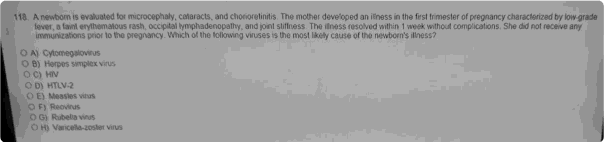 118. A newborn is evaluated for microcephaly, cataracts, and chorioretinitis. The mother developed an illness in the first trimester of pregnancy characterized by low-grade
fever, a faint erythematous rash, occipital lymphadenopathy, and joint stiffness. The illness resolved within 1 week without complications. She did not receive any
immunizations prior to the pregnancy. Which of the following viruses is the most likely cause of the newborn's illness?
A) Cytomegalovirus
B) Herpes simplex virus
C) HIV
D) HTLV-2
E) Measles virus
F) Reovirus
G) Rubella virus
H) Varicella-zoster virus